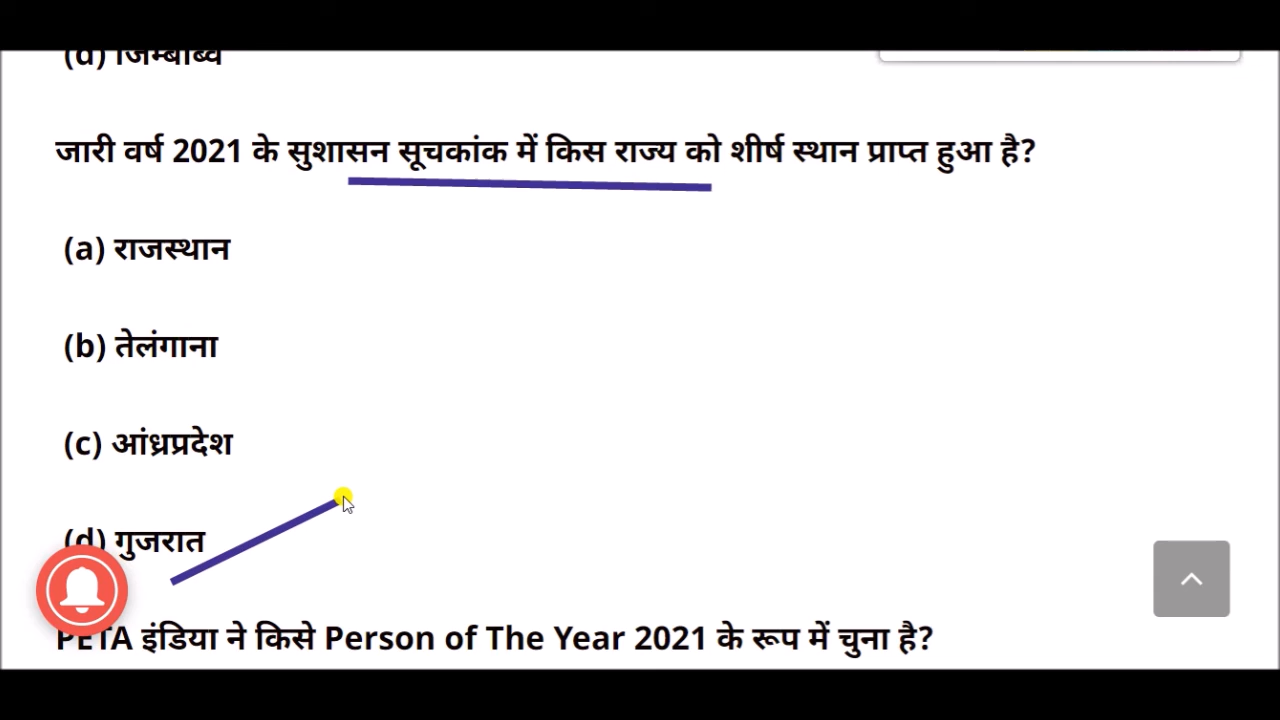 (d) जिम्बाब्वे
जारी वर्ष 2021 के सुशासन सूचकांक में किस राज्य को शीर्ष स्थान प्राप्त हुआ है?
(a) राजस्थान
(b) तेलंगाना
(c) आंध्रप्रदेश
(d) गुजरात
PETA इंडिया ने किसे Person of The Year 2021 के रूप में चुना है?